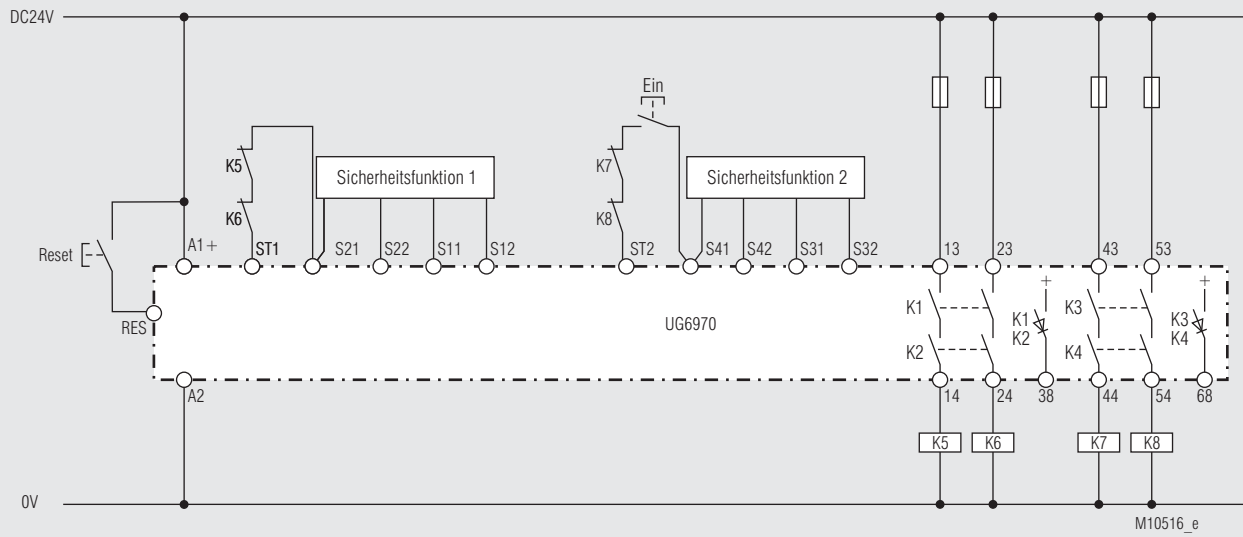 DC24V
Ein
K5
K7
Sicherheitsfunktion 1
Sicherheitsfunktion 2
K6
K8
Reset
A1+
ST1
S21
S22
S11
S12
ST2
S41
S42
S31
S32
13
23
43
53
RES
UG6970
K1
K1
K2
+
K3
K3
K4
+
K2
K4
A2
14
24
38
44
54
68
K5
K6
K7
K8
0V
M10516_e